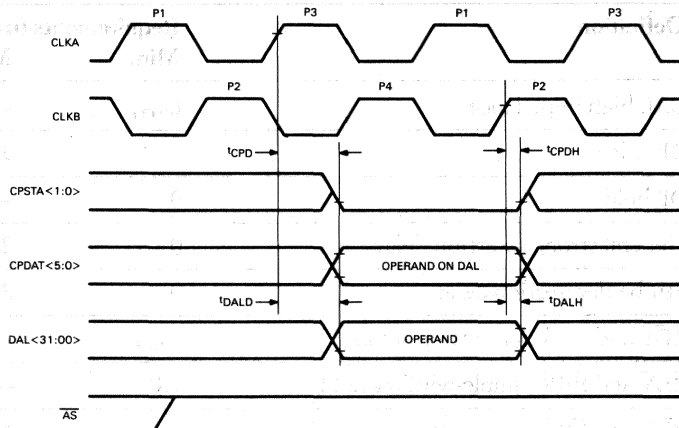 P1 P3 P1 P3
CLKA
P2 P4 P2
CLKB
tCPD tCPDH
CPSTA<1:0>
CPDAT<5:0> OPERAND ON DAL
tDALD tDALH
DAL<31:00> OPERAND
AS